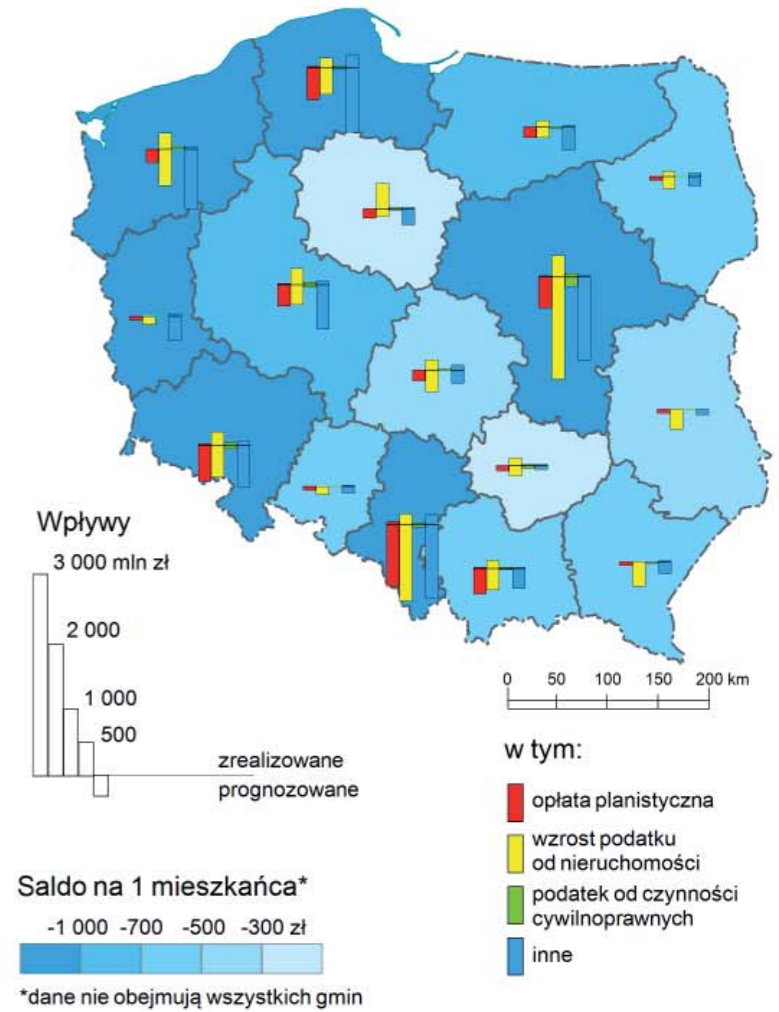 Wpływy
3 000 mln zł
2 000
1 000
500
zrealizowane
prognozowane
Saldo na 1 mieszkańca*
-1 000 -700 -500 -300 zł
*dane nie obejmują wszystkich gmin
0 50 100 150 200 km
w tym:
opłata planistyczna
wzrost podatku
od nieruchomości
podatek od czynności
cywilnoprawnych
inne